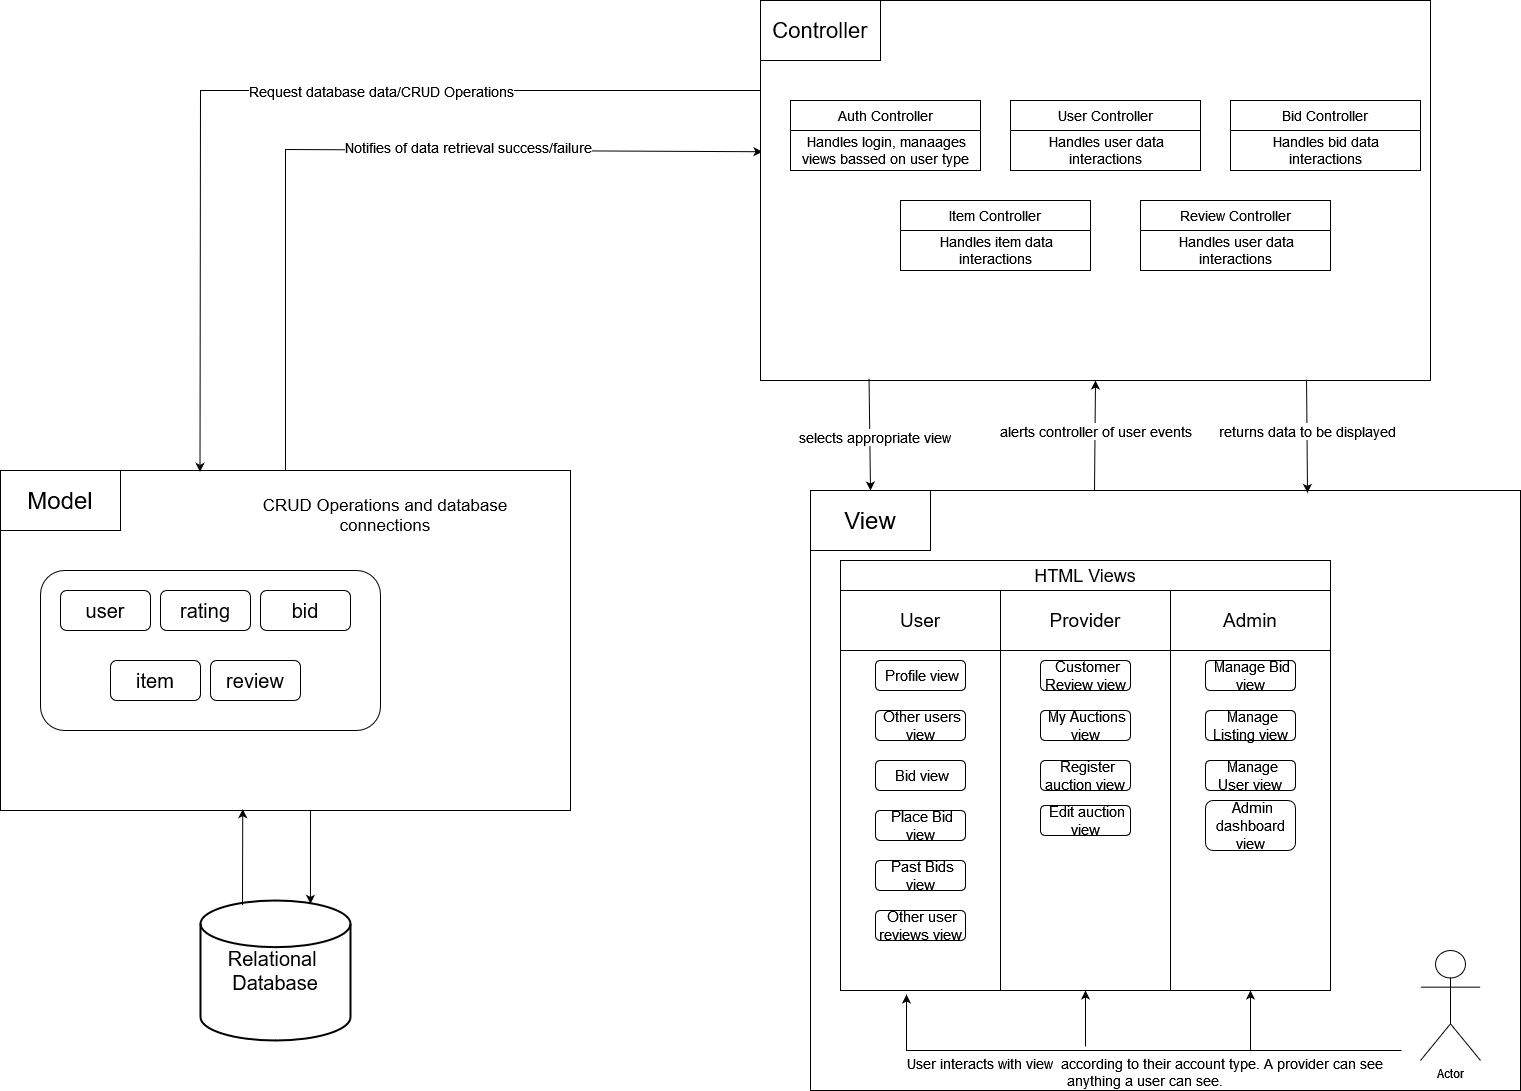 Controller
Request database data/CRUD Operations
Notifies of data retrieval success/failure
Auth Controller
Handles login, manaages
views bassed on user type
User Controller
Handles user data
interactions
Bid Controller
Handles bid data
interactions
Item Controller
Handles item data
interactions
Review Controller
Handles user data
interactions
selects appropriate view
alerts controller of user events
returns data to be displayed
Model
CRUD Operations and database
connections
user
rating
bid
item
review
Relational
Database
View
HTML Views
User
Provider
Admin
Profile view
Other users
view
Bid view
Place Bid
view
Past Bids
view
Other user
reviews view
Customer
Review view
My Auctions
view
Register
auction view
Edit auction
view
Manage Bid
view
Manage
Listing view
Manage
User view
Admin
dashboard
view
User interacts with view according to their account type. A provider can see
anything a user can see.
Actor